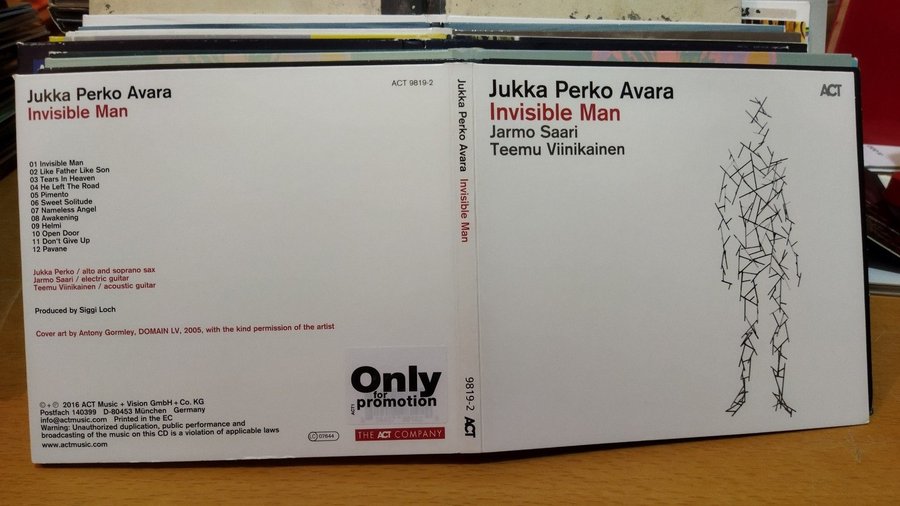 Jukka Perko Avara
Invisible Man
ACT 9819-2
01 Invisible Man
02 Like Father Like Son
03 Tears In Heaven
04 He Left The Road
05 Pimento
06 Sweet Solitude
07 Nameless Angel
08 Awakening
09 Helmi
10 Open Door
11 Don't Give Up
12 Pavane
Jukka Perko / alto and soprano sax
Jarmo Saari / electric guitar
Teemu Viinikainen / acoustic guitar
Produced by Siggi Loch
Cover art by Antony Gormley, DOMAIN LV, 2005, with the kind permission of the artist
© + ℗ 2016 ACT Music + Vision GmbH + Co. KG
Postfach 140399 D-80453 München Germany
info@actmusic.com Printed in the EC
Warning: Unauthorized duplication, public performance and
broadcasting of the music on this CD is a violation of applicable laws
www.actmusic.com
LC 07644
Only
for
promotion
ACT1
THE ACT COMPANY
Jukka Perko Avara Invisible Man
9819-2 ACT
Jukka Perko Avara
Invisible Man
Jarmo Saari
Teemu Viinikainen
ACT